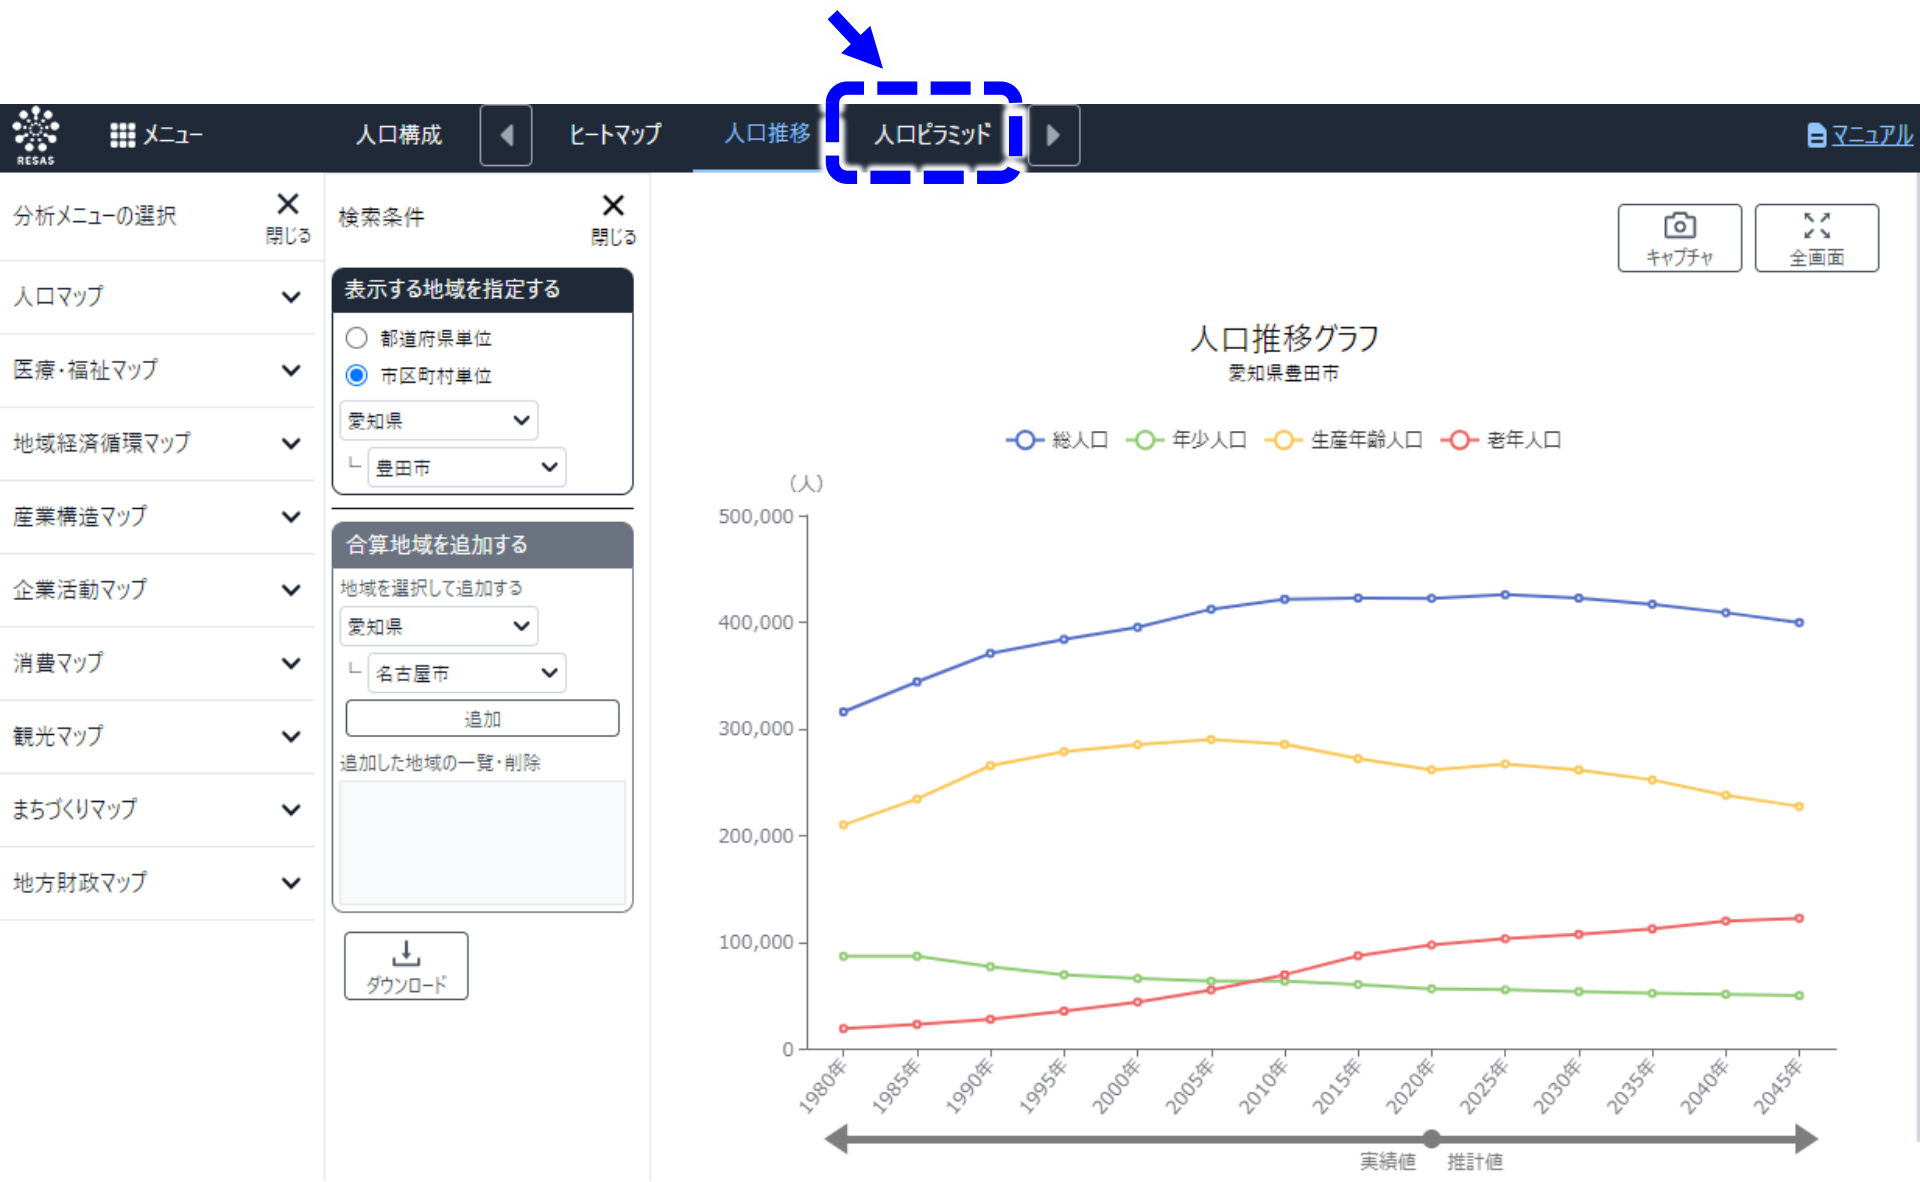 RESAS
メニュー
人口構成
ヒートマップ
人口推移
人口ピラミッド
マニュアル
分析メニューの選択
閉じる
人口マップ
医療・福祉マップ
地域経済循環マップ
産業構造マップ
企業活動マップ
消費マップ
観光マップ
まちづくりマップ
地方財政マップ
検索条件
閉じる
表示する地域を指定する
都道府県単位
市区町村単位
愛知県
豊田市
合算地域を追加する
地域を選択して追加する
愛知県
名古屋市
追加
追加した地域の一覧・削除
ダウンロード
キャプチャ
全画面
人口推移グラフ
愛知県豊田市
総人口 年少人口 生産年齢人口 老年人口
(人)
500,000
400,000
300,000
200,000
100,000
0
1980年 1985年 1990年 1995年 2000年 2005年 2010年 2015年 2020年 2025年 2030年 2035年 2040年 2045年
実績値 推計値